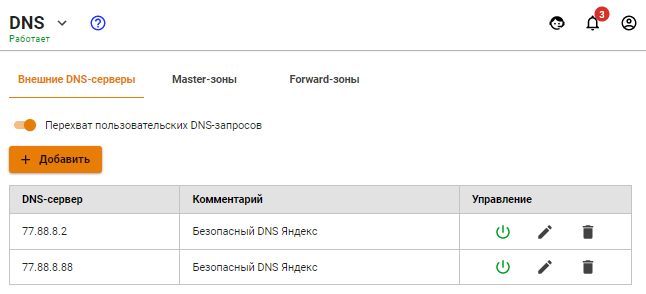 DNS
3
Работает
Внешние DNS-серверы Master-зоны Forward-зоны
Перехват пользовательских DNS-запросов
+ Добавить
DNS-сервер Комментарий Управление
77.88.8.2 Безопасный DNS Яндекс
77.88.8.88 Безопасный DNS Яндекс